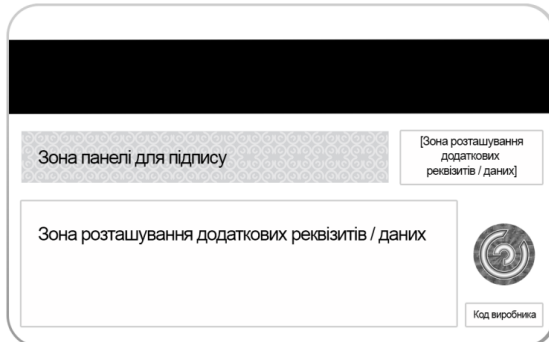 Зона панелі для підпису
[Зона розташування
додаткових
реквізитів / даних]
Зона розташування додаткових реквізитів / даних
Код виробника